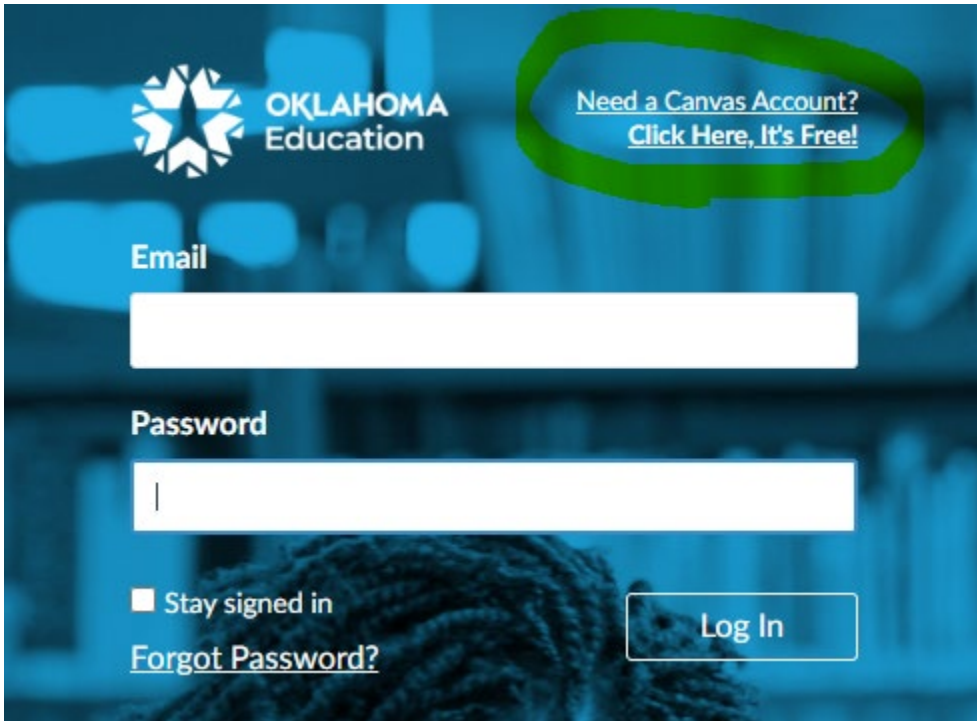 OKLAHOMA
Education
Need a Canvas Account?
Click Here, It's Free!
Email
Password
Stay signed in
Forgot Password?
Log In